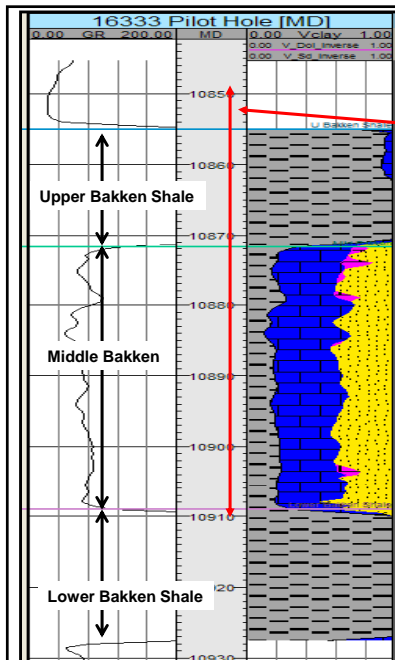 16333 Pilot Hole [MD]
0.00 GR 200.00 MD 0.00 Vclay 1.00
0.00 V_Dol_Inverse 1.00
0.00 V_Sd_Inverse 1.00
10850
U Bakken Shale
10860
Upper Bakken Shale
10870
10880
Middle Bakken
10890
10900
10910
Lower Bakken Shale
10930